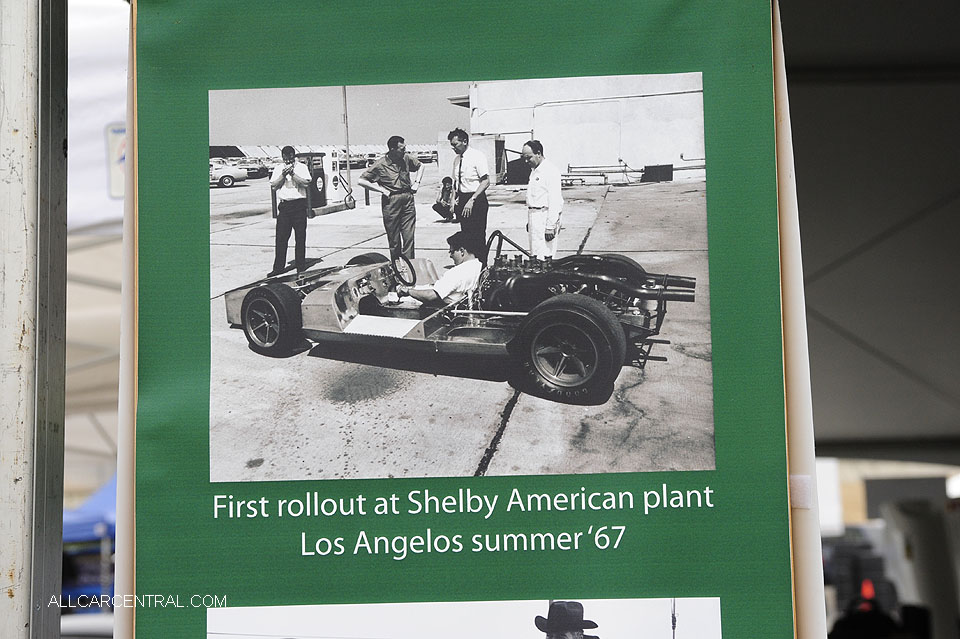 First rollout at Shelby American plant
Los Angelos summer ‘67
ALLCARCENTRAL.COM